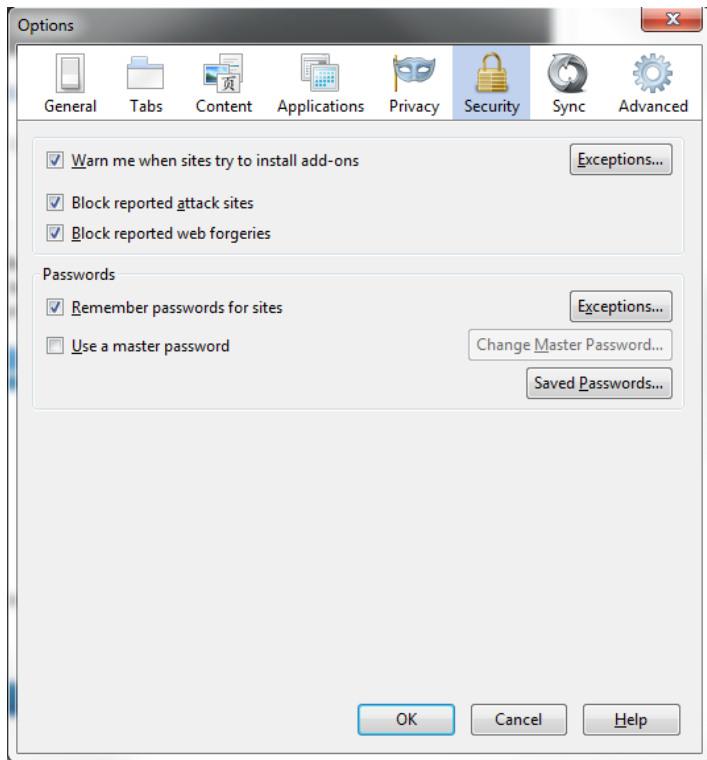 Options
General Tabs Content Applications Privacy Security Sync Advanced
页
Warn me when sites try to install add-ons Exceptions...
Block reported attack sites
Block reported web forgeries
Passwords
Remember passwords for sites Exceptions...
Use a master password Change Master Password...
Saved Passwords...
OK Cancel Help